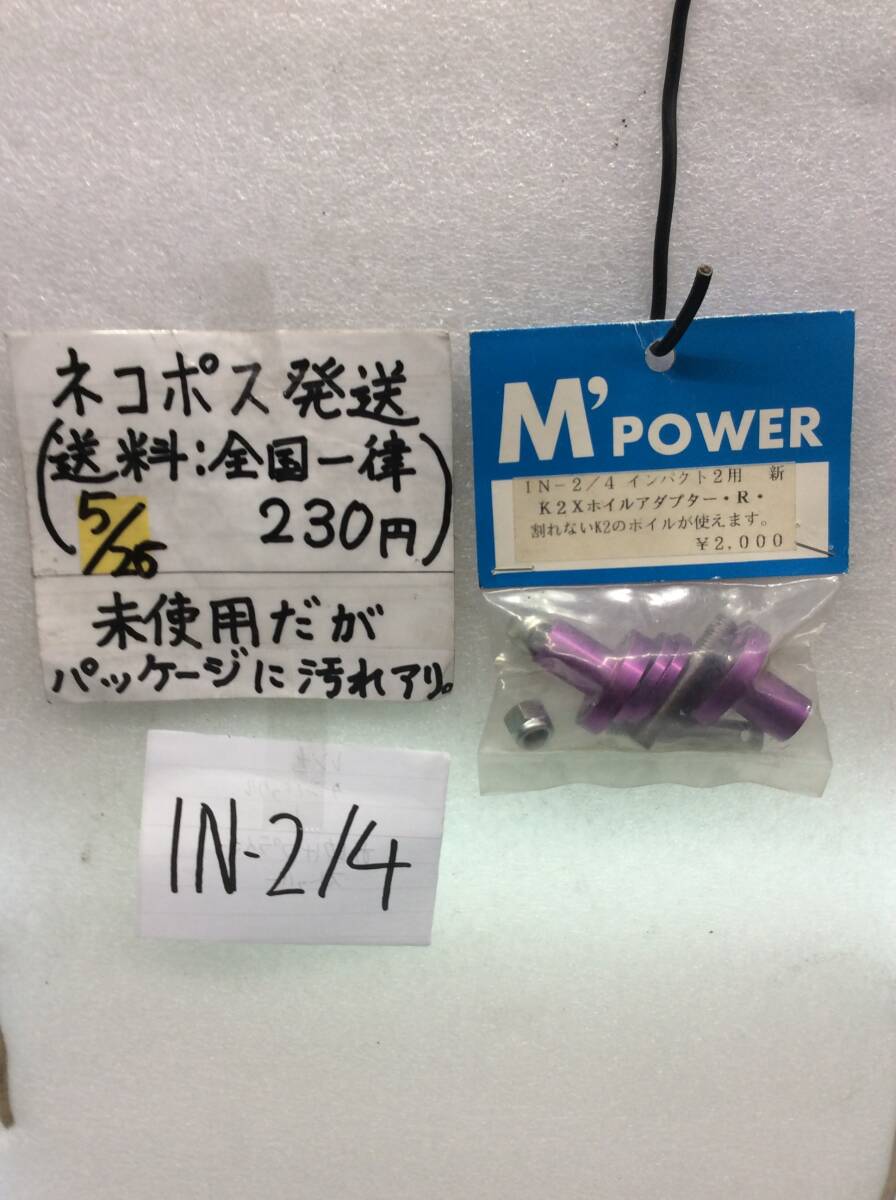 ネコポス発送
(送料:全国一律
5/25 230円)
未使用だが
パッケージに汚れアリ。
IN-2/4
M'POWER
IN-2/4 インパクト2用 新
K2Xホイルアダプター・R・
割れないK2のホイルが使えます。
¥2,000